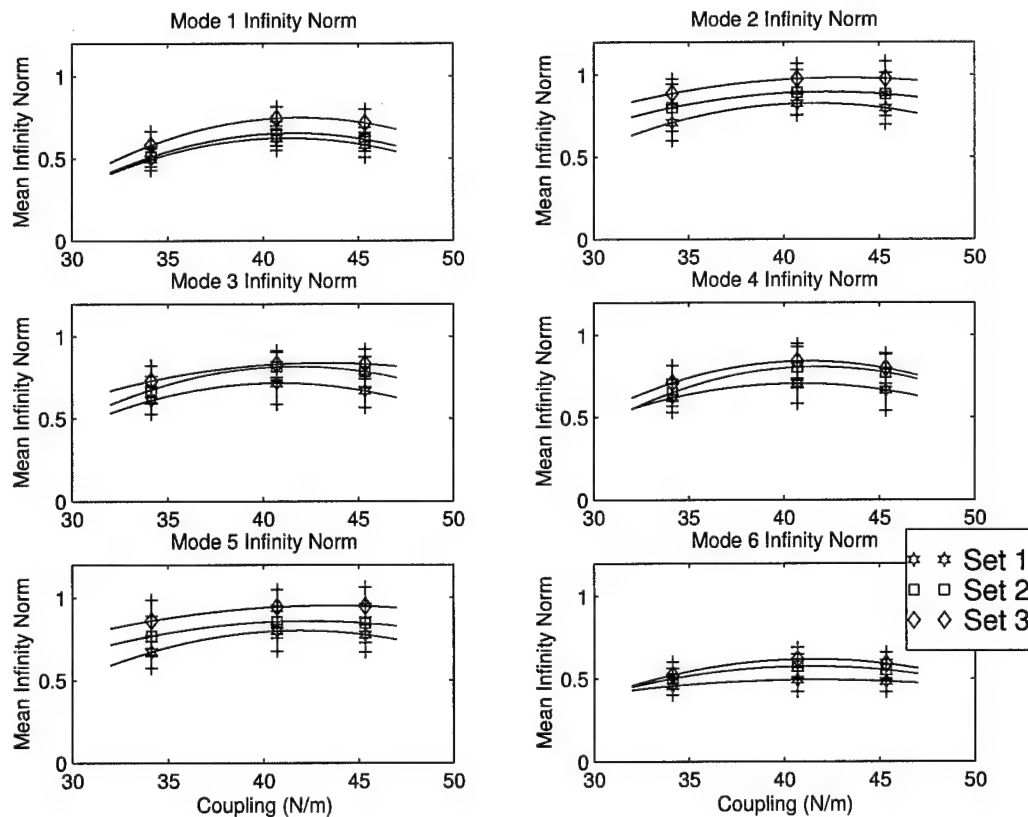 Mode 1 Infinity Norm
Mean Infinity Norm
1
0.5
0
30 35 40 45 50
Mode 2 Infinity Norm
Mean Infinity Norm
1
0.5
0
30 35 40 45 50
Mode 3 Infinity Norm
Mean Infinity Norm
1
0.5
0
30 35 40 45 50
Mode 4 Infinity Norm
Mean Infinity Norm
1
0.5
0
30 35 40 45 50
Mode 5 Infinity Norm
Mean Infinity Norm
1
0.5
0
30 35 40 45 50
Coupling (N/m)
Mode 6 Infinity Norm
Mean Infinity Norm
1
0.5
0
30 35 40 45 50
Coupling (N/m)
Set 1
Set 2
Set 3